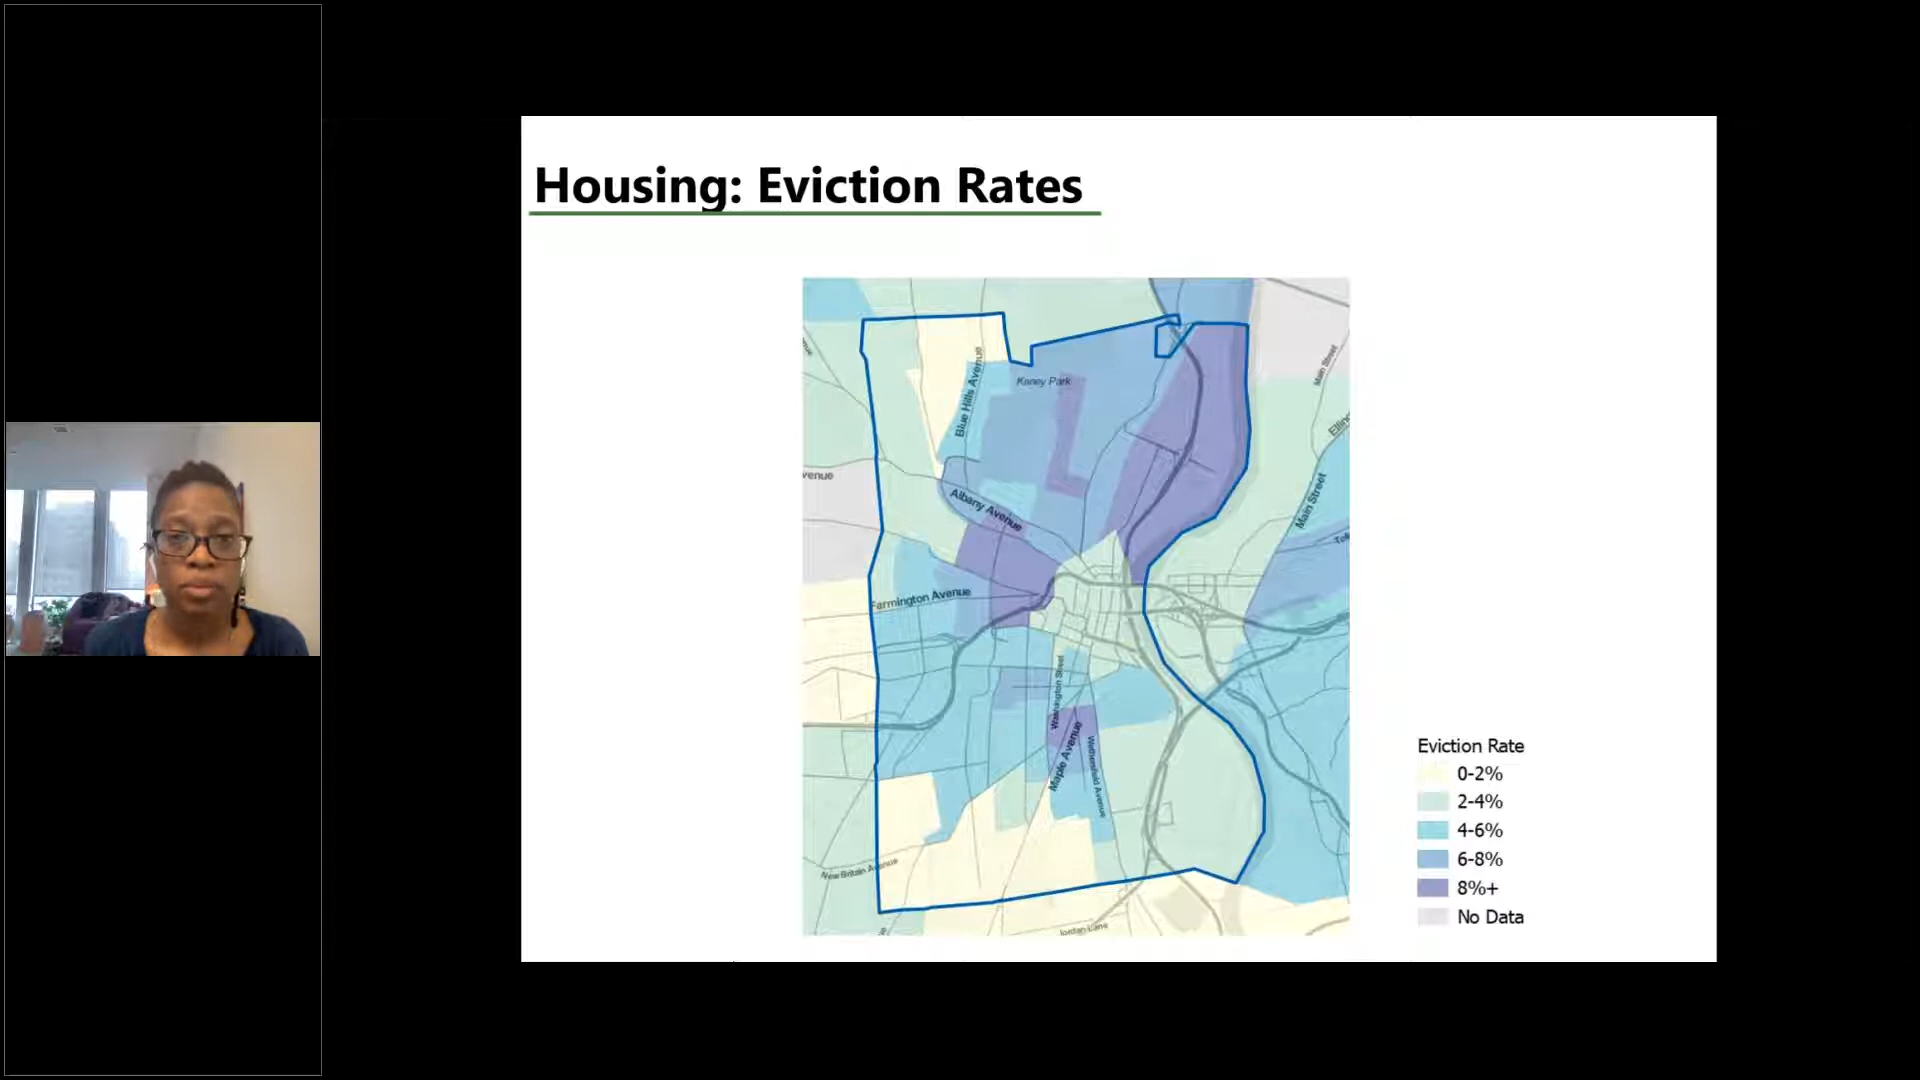 Housing: Eviction Rates
Keney Park
Blue Hills Avenue
Main Street
Main Street
venue
Albany Avenue
Farmington Avenue
Washington Street
Maple Avenue
Wethersfield Avenue
New Britain Avenue
Jordan Lane
Eviction Rate
0-2%
2-4%
4-6%
6-8%
8%+
No Data